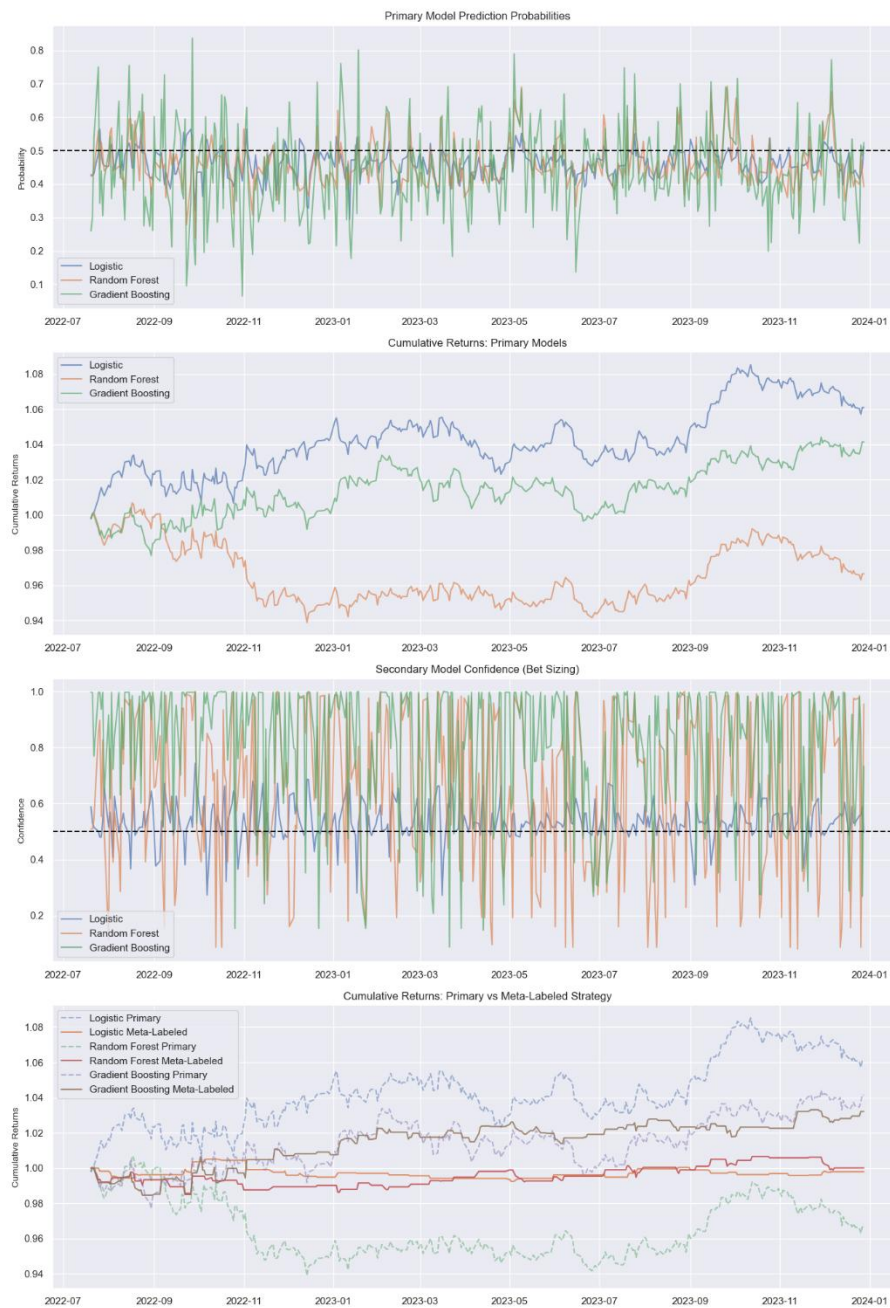 Primary Model Prediction Probabilities
0.8
0.7
0.6
0.5
0.4
0.3
0.2
0.1
Probability
Logistic
Random Forest
Gradient Boosting
2022-07 2022-09 2022-11 2023-01 2023-03 2023-05 2023-07 2023-09 2023-11 2024-01
Cumulative Returns: Primary Models
Logistic
Random Forest
Gradient Boosting
1.08
1.06
1.04
1.02
1.00
0.98
0.96
0.94
Cumulative Returns
2022-07 2022-09 2022-11 2023-01 2023-03 2023-05 2023-07 2023-09 2023-11 2024-01
Secondary Model Confidence (Bet Sizing)
1.0
0.8
0.6
0.4
0.2
Confidence
Logistic
Random Forest
Gradient Boosting
2022-07 2022-09 2022-11 2023-01 2023-03 2023-05 2023-07 2023-09 2023-11 2024-01
Cumulative Returns: Primary vs Meta-Labeled Strategy
Logistic Primary
Logistic Meta-Labeled
Random Forest Primary
Random Forest Meta-Labeled
Gradient Boosting Primary
Gradient Boosting Meta-Labeled
1.08
1.06
1.04
1.02
1.00
0.98
0.96
0.94
Cumulative Returns
2022-07 2022-09 2022-11 2023-01 2023-03 2023-05 2023-07 2023-09 2023-11 2024-01